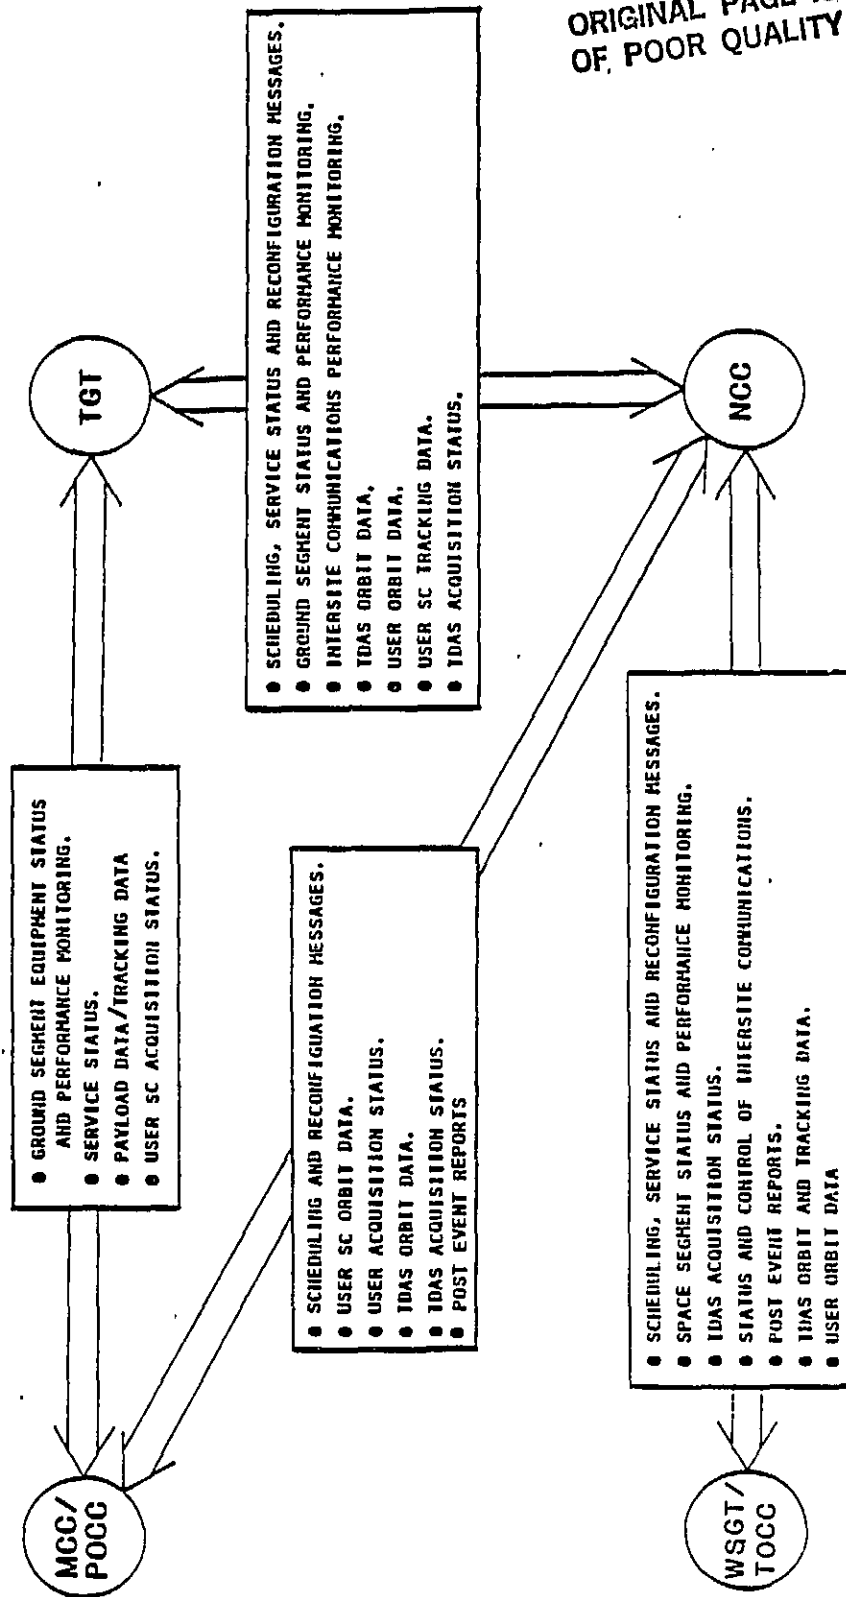 ORIGINAL PAGE
OF POOR QUALITY
MCC/
POCC
● GROUND SEGMENT EQUIPMENT STATUS
AND PERFORMANCE MONITORING.
● SERVICE STATUS.
● PAYLOAD DATA/TRACKING DATA
● USER SC ACQUISITION STATUS.
TGT
● SCHEDULING AND RECONFIGUATION MESSAGES.
● USER SC ORBIT DATA.
● USER ACQUISITION STATUS.
● TDAS ORBIT DATA.
● TDAS ACQUISITION STATUS.
● POST EVENT REPORTS
● SCHEDULING, SERVICE STATUS AND RECONFIGURATION MESSAGES.
● GROUND SEGMENT STATUS AND PERFORMANCE MONITORING.
● INTERSITE COMMUNICATIONS PERFORMANCE MONITORING.
● TDAS ORBIT DATA.
● USER ORBIT DATA.
● USER SC TRACKING DATA.
● TDAS ACQUISITION STATUS.
WSGT/
TOCC
● SCHEDULING, SERVICE STATUS AND RECONFIGURATION MESSAGES.
● SPACE SEGMENT STATUS AND PERFORMANCE MONITORING.
● TDAS ACQUISITION STATUS.
● STATUS AND CONTROL OF INTERSITE COMMUNICATIONS.
● POST EVENT REPORTS.
● TDAS ORBIT AND TRACKING DATA.
● USER ORBIT DATA
NCC